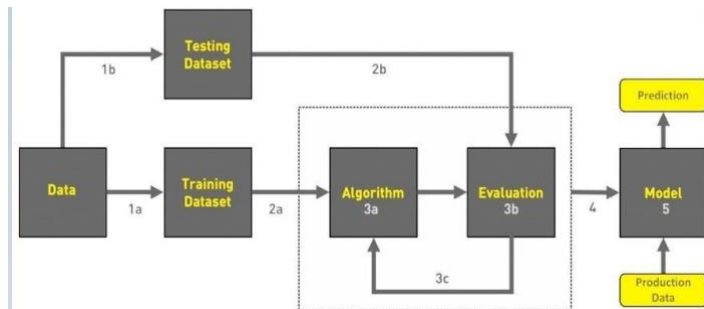 Testing
Dataset
1b
2b
Prediction
Data
Training
Dataset
Algorithm
3a
Evaluation
3b
Model
5
1a
2a
4
3c
Production
Data